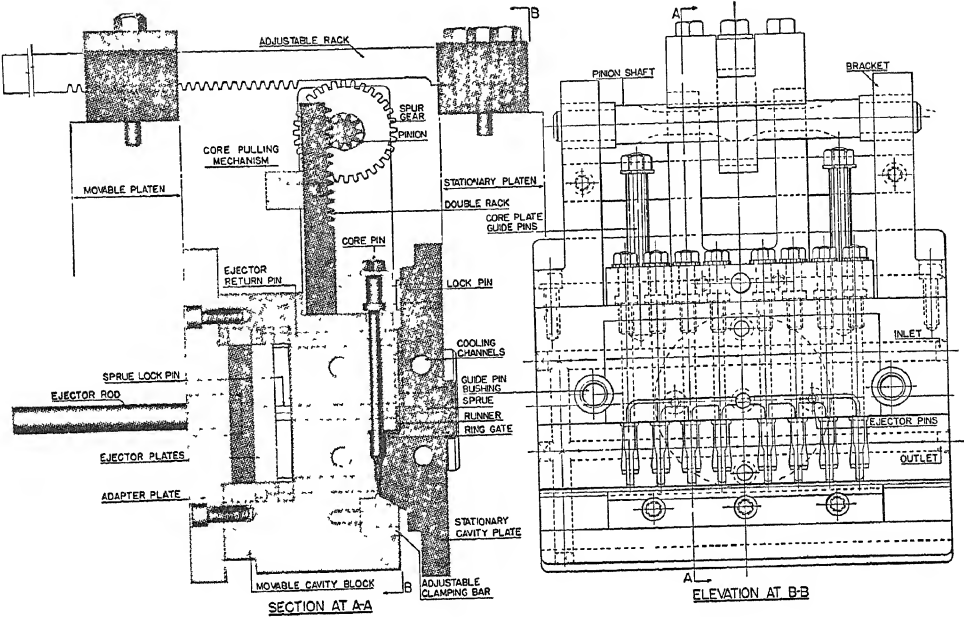 B
ADJUSTABLE RACK
SPUR
GEAR
PINION
CORE PULLING
MECHANISM
MOVABLE PLATEN
STATIONARY PLATEN
DOUBLE RACK
CORE PIN
EJECTOR
RETURN PIN
LOCK PIN
COOLING
CHANNELS
SPRUE LOCK PIN
GUIDE PIN
BUSHING
EJECTOR ROD
SPRUE
RUNNER
RING GATE
EJECTOR PLATES
ADAPTER PLATE
STATIONARY
CAVITY PLATE
MOVABLE CAVITY BLOCK
B
ADJUSTABLE
CLAMPING BAR
SECTION AT A-A
A
PINION SHAFT
BRACKET
CORE PLATE
GUIDE PINS
INLET
EJECTOR PINS
OUTLET
A
ELEVATION AT B-B